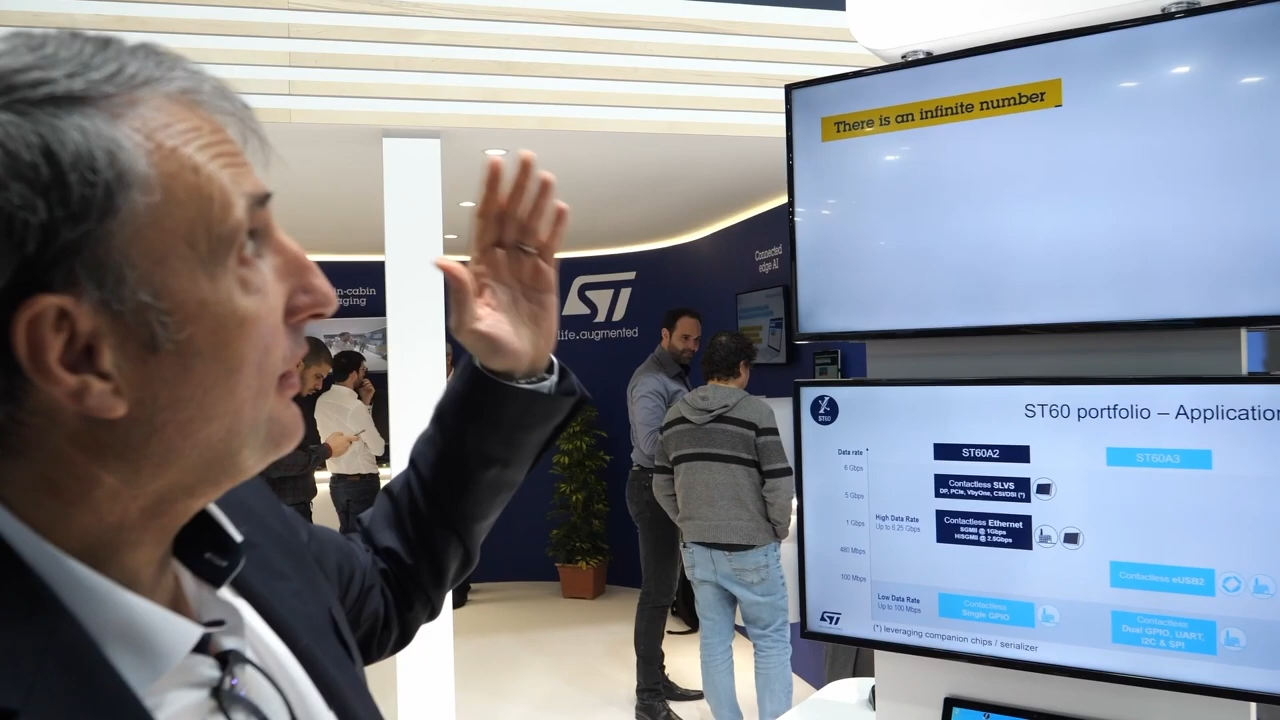 There is an infinite number _
Connected
edge AI
n-cabin
aging
ST
life.augmented
ST60
ST60 portfolio – Application
Data rate
6 Gbps
5 Gbps
1 Gbps
480 Mbps
100 Mbps
High Data Rate
Up to 6.25 Gbps
Low Data Rate
Up to 100 Mbps
ST60A2
Contactless SLVS
DP, PCIe, VbyOne, CSI/DSI (*)
Contactless Ethernet
SGMII @ 1Gbps
HiSGMII @ 2.5Gbps
Contactless
Single GPIO
ST60A3
Contactless eUSB2
Contactless
Dual GPIO, UART,
I2C & SPI
ST
(*) leveraging companion chips / serializer